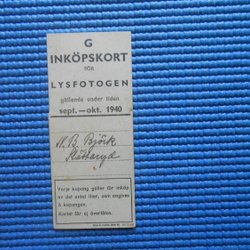 G
INKÖPSKORT
FÖR
LYSFOTOGEN
gällande under tiden
sept.—okt. 1940
N. B. Björk
Varje kupong gäller för inköp
av det antal liter, som angives
å kupongen.
Kortet får ej överlåtas.